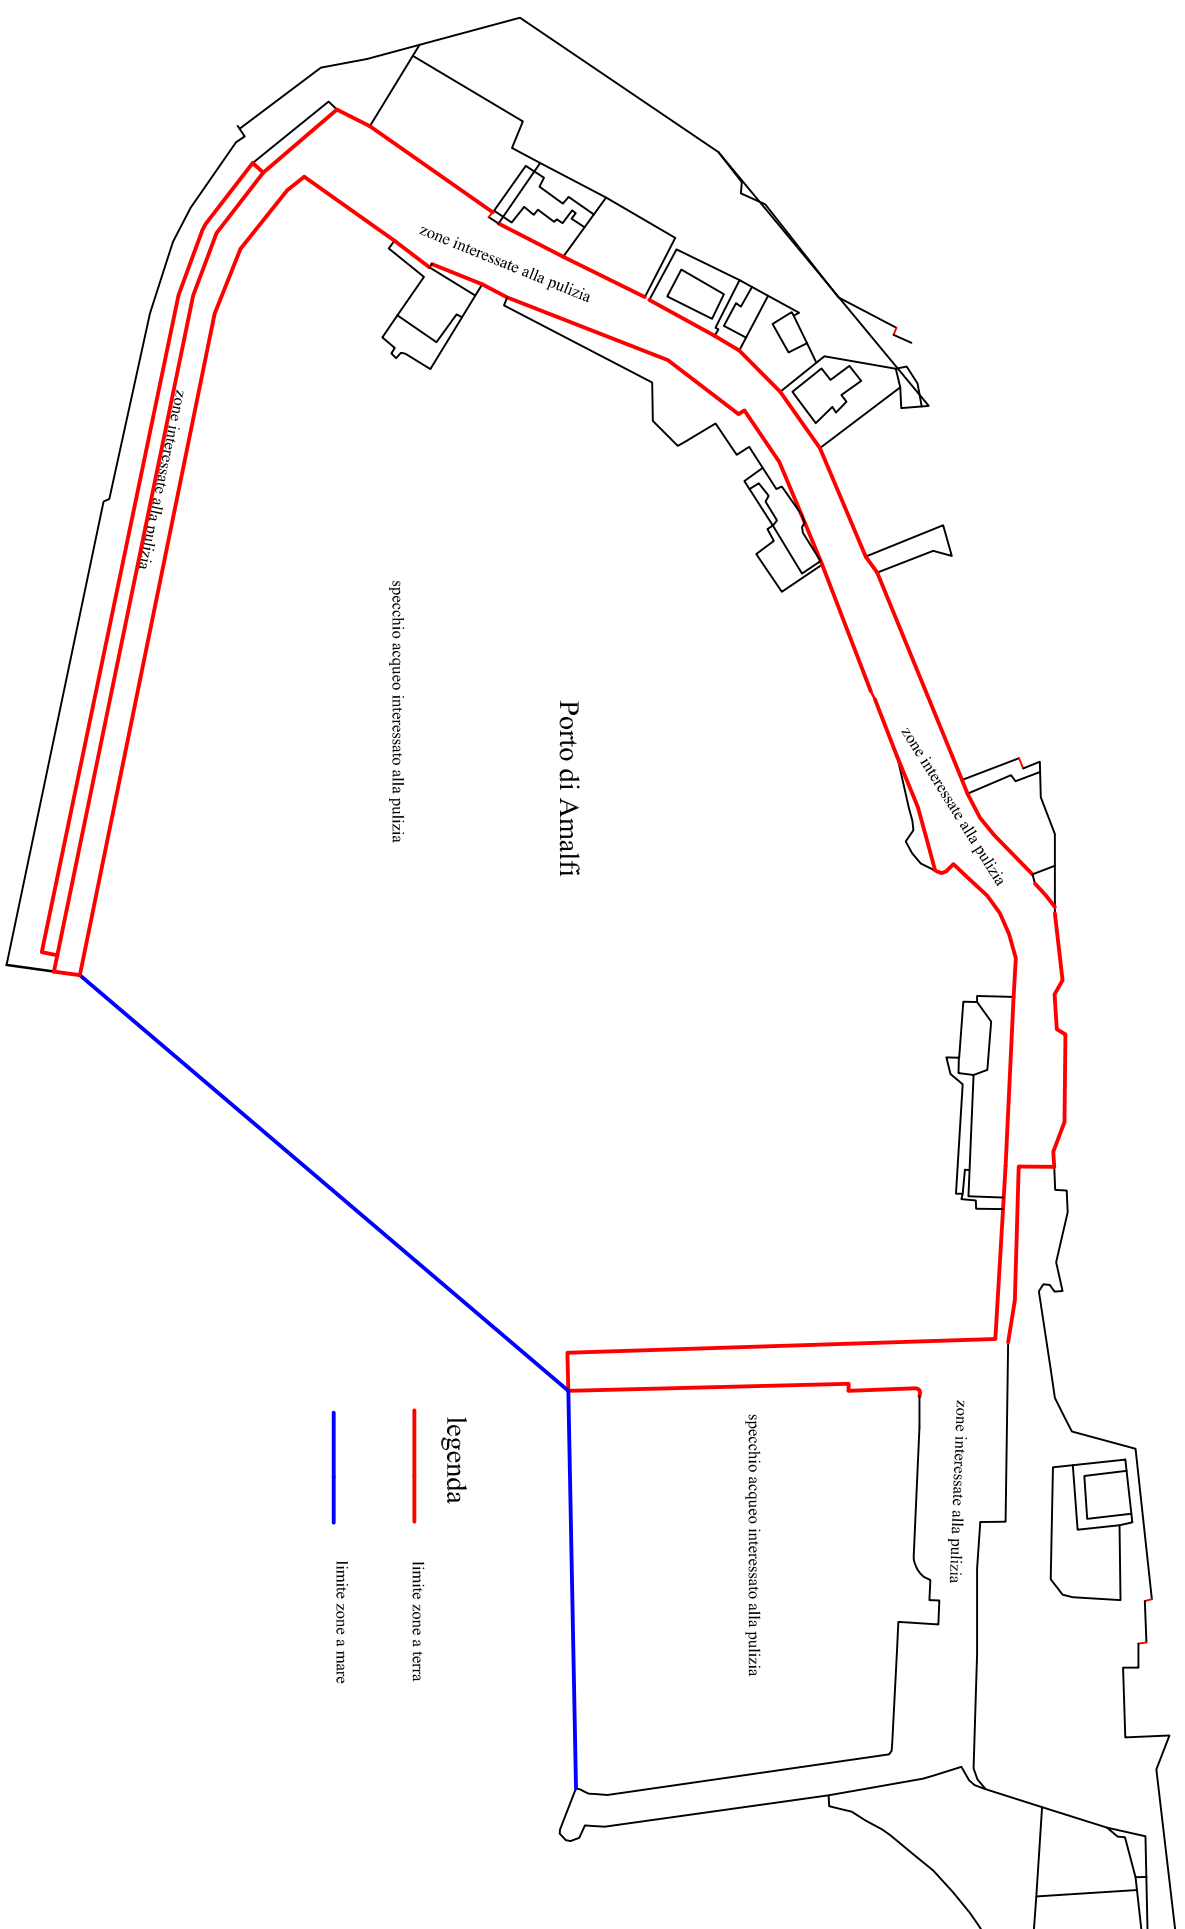 Porto di Amalfi
zone interessate alla pulizia
zone interessate alla pulizia
zone interessate alla pulizia
zone interessate alla pulizia
specchio acqueo interessato alla pulizia
specchio acqueo interessato alla pulizia
legenda
limite zone a terra
limite zone a mare